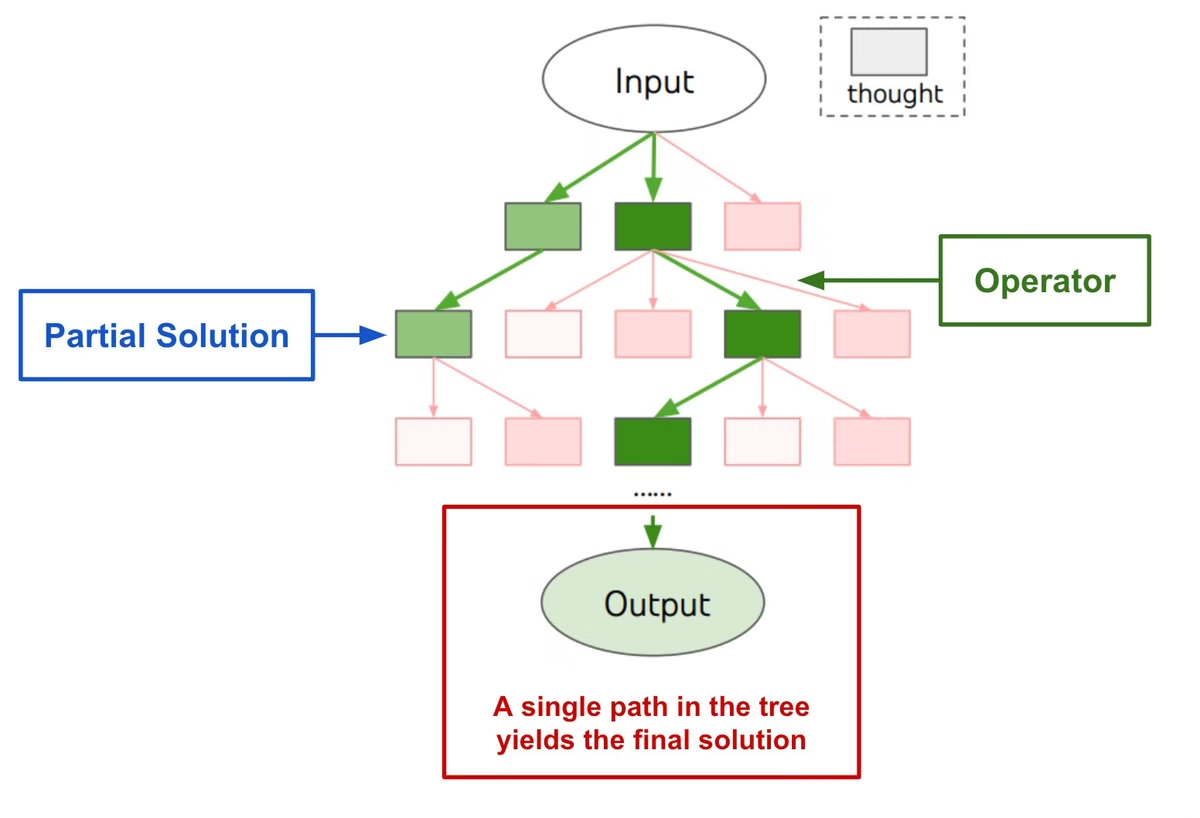 Input
thought
Operator
Partial Solution
......
Output
A single path in the tree
yields the final solution